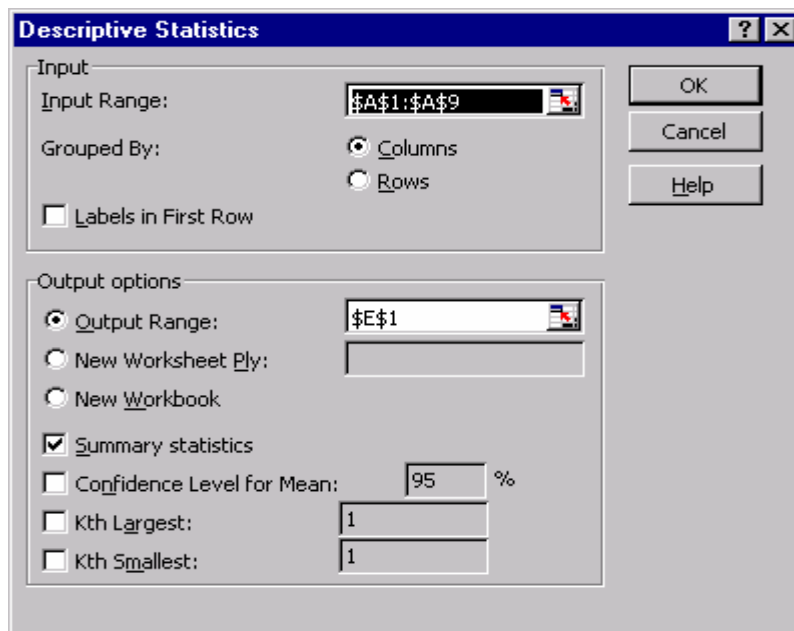 Descriptive Statistics
Input
Input Range: $A$1:$A$9
Grouped By: Columns
Rows
Labels in First Row
OK
Cancel
Help
Output options
Output Range: $E$1
New Worksheet Ply:
New Workbook
Summary statistics
Confidence Level for Mean: 95 %
Kth Largest: 1
Kth Smallest: 1